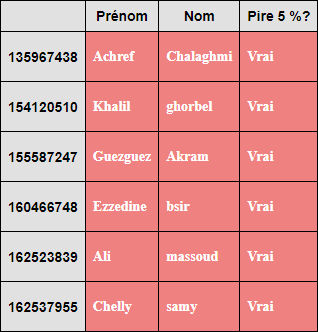 Prénom Nom Pire 5 %?
135967438 Achref Chalaghmi Vrai
154120510 Khalil ghorbel Vrai
155587247 Guezguez Akram Vrai
160466748 Ezzedine bsir Vrai
162523839 Ali massoud Vrai
162537955 Chelly samy Vrai